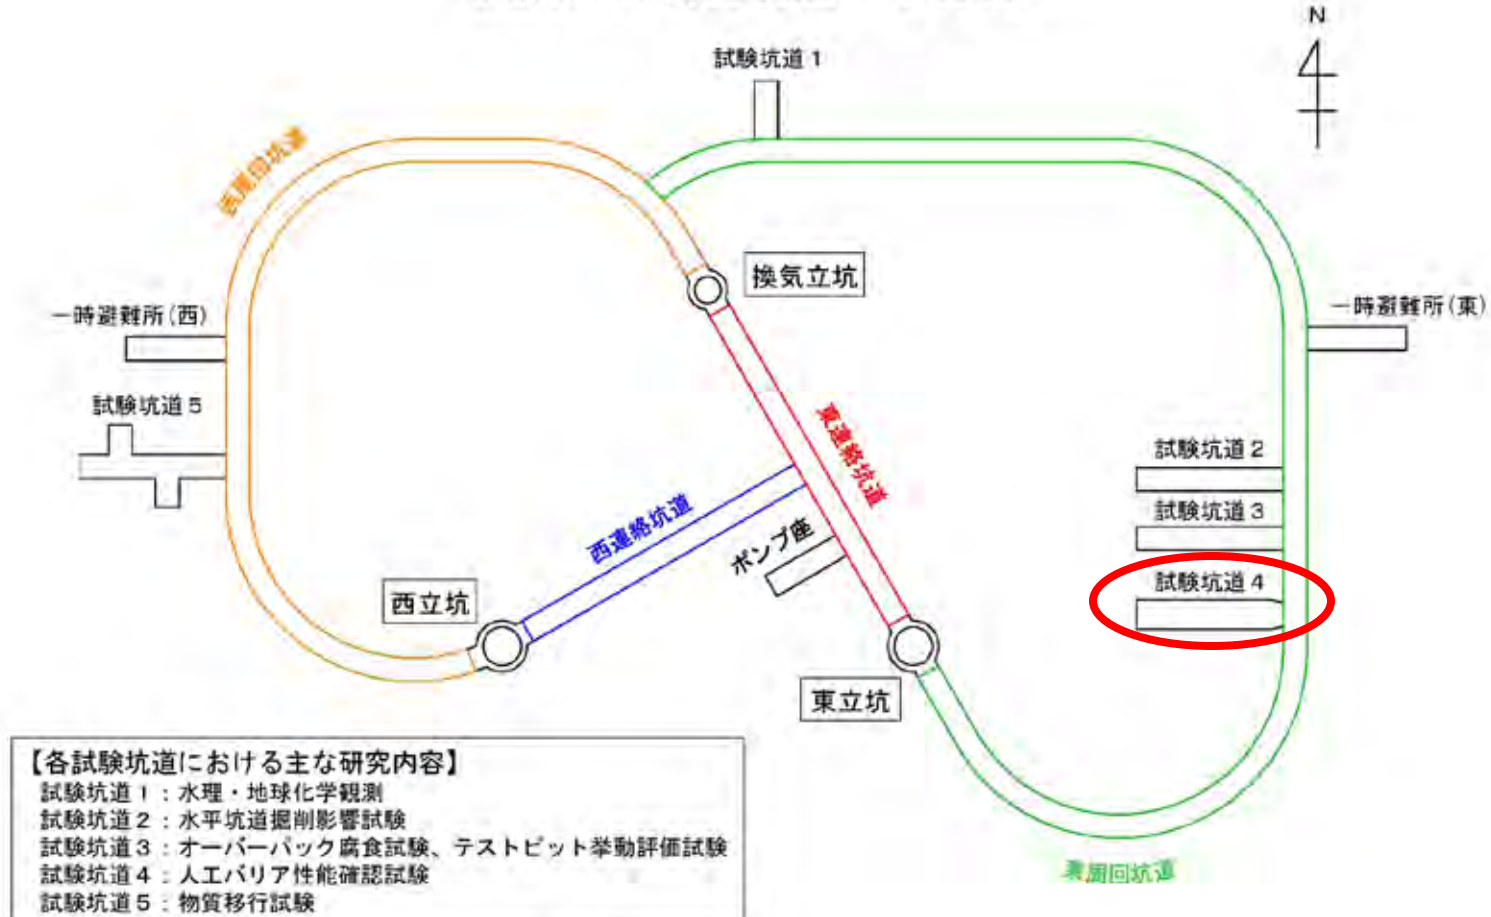 N
試験坑道1
西周回坑道
換気立坑
一時避難所(西)
一時避難所(東)
試験坑道5
東連絡坑道
試験坑道2
西連絡坑道
試験坑道3
ポンプ座
試験坑道4
西立坑
東立坑
【各試験坑道における主な研究内容】
試験坑道1:水理・地球化学観測
試験坑道2:水平坑道掘削影響試験
試験坑道3:オーバーパック腐食試験、テストピット挙動評価試験
試験坑道4:人工バリア性能確認試験
試験坑道5:物質移行試験
東周回坑道